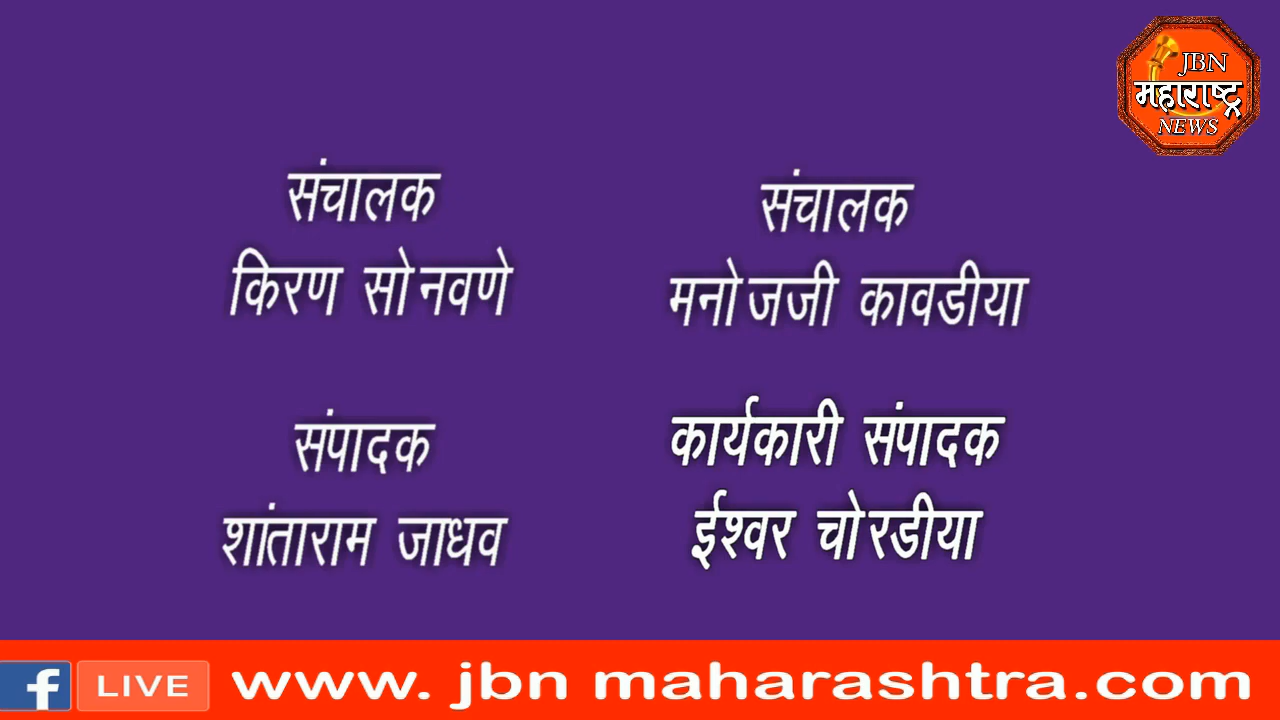 JBN
महाराष्ट्र
NEWS
संचालक
किरण सोनवणे
संचालक
मनोजजी कावडीया
संपादक
शांताराम जाधव
कार्यकारी संपादक
ईश्वर चोरडीया
f LIVE www. jbn maharashtra.com